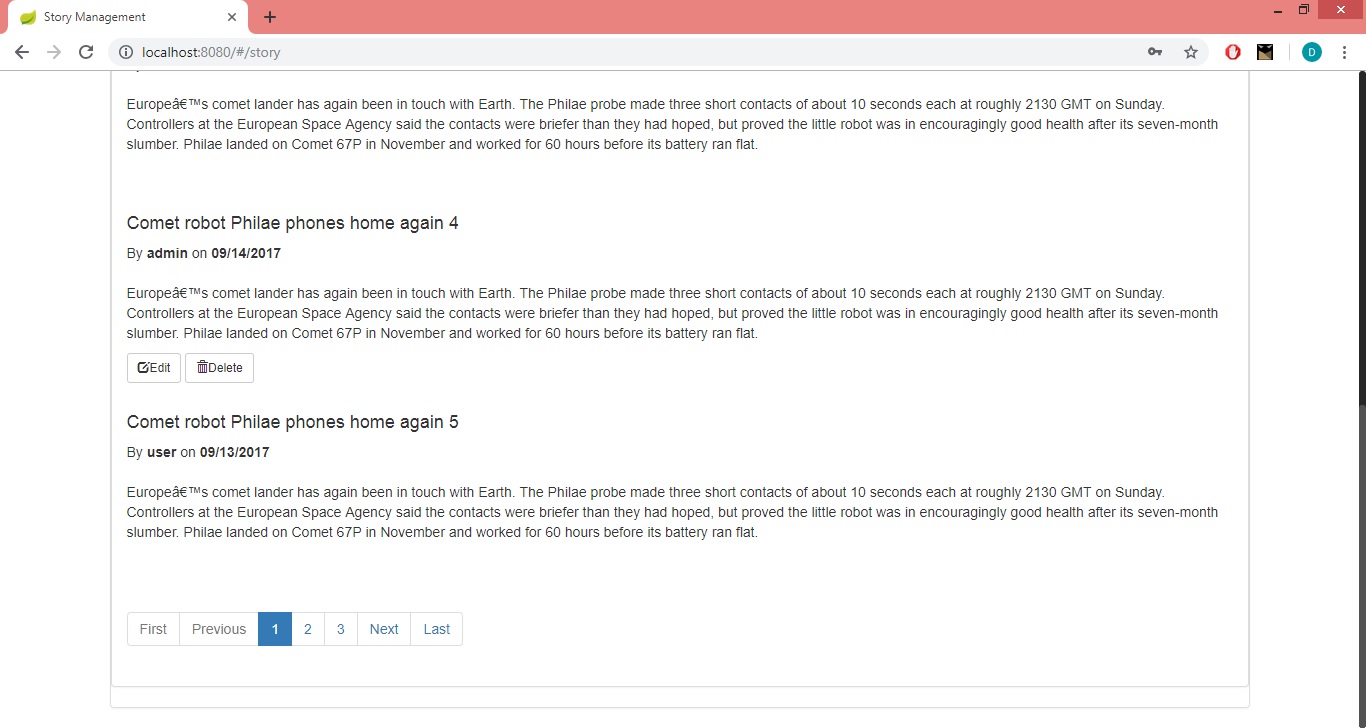 Story Management
localhost:8080/#/story
D
Europeâ€™s comet lander has again been in touch with Earth. The Philae probe made three short contacts of about 10 seconds each at roughly 2130 GMT on Sunday.
Controllers at the European Space Agency said the contacts were briefer than they had hoped, but proved the little robot was in encouragingly good health after its seven-month
slumber. Philae landed on Comet 67P in November and worked for 60 hours before its battery ran flat.
Comet robot Philae phones home again 4
By admin on 09/14/2017
Europeâ€™s comet lander has again been in touch with Earth. The Philae probe made three short contacts of about 10 seconds each at roughly 2130 GMT on Sunday.
Controllers at the European Space Agency said the contacts were briefer than they had hoped, but proved the little robot was in encouragingly good health after its seven-month
slumber. Philae landed on Comet 67P in November and worked for 60 hours before its battery ran flat.
Edit Delete
Comet robot Philae phones home again 5
By user on 09/13/2017
Europeâ€™s comet lander has again been in touch with Earth. The Philae probe made three short contacts of about 10 seconds each at roughly 2130 GMT on Sunday.
Controllers at the European Space Agency said the contacts were briefer than they had hoped, but proved the little robot was in encouragingly good health after its seven-month
slumber. Philae landed on Comet 67P in November and worked for 60 hours before its battery ran flat.
First Previous 1 2 3 Next Last